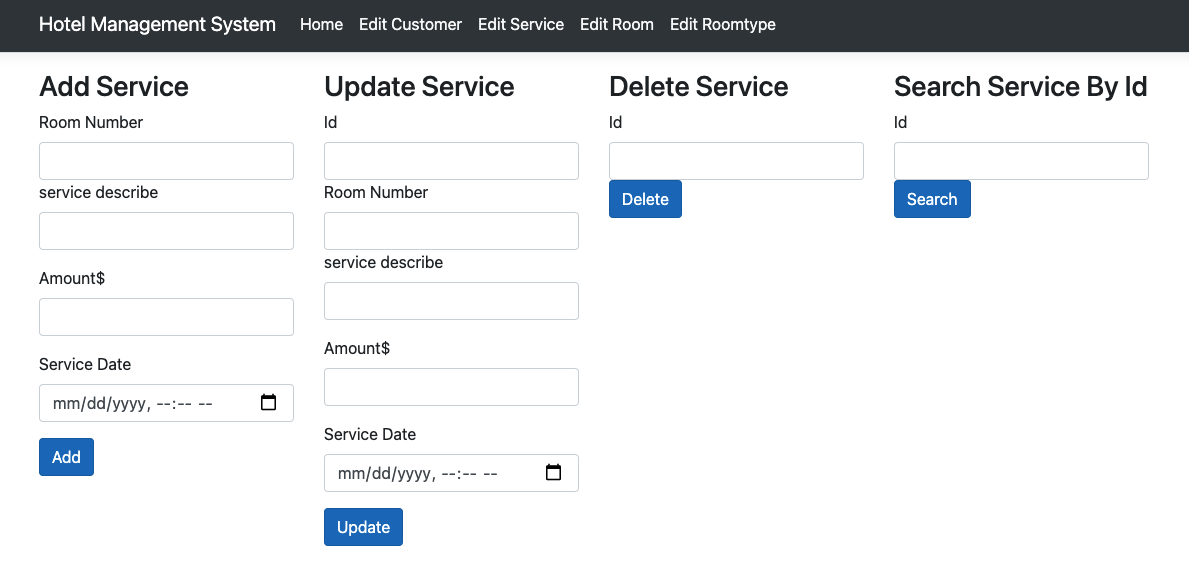 Hotel Management System Home Edit Customer Edit Service Edit Room Edit Roomtype
Add Service
Room Number
service describe
Amount$
Service Date
mm/dd/yyyy, --:-- --
Add
Update Service
Id
Room Number
service describe
Amount$
Service Date
mm/dd/yyyy, --:-- --
Update
Delete Service
Id
Delete
Search Service By Id
Id
Search